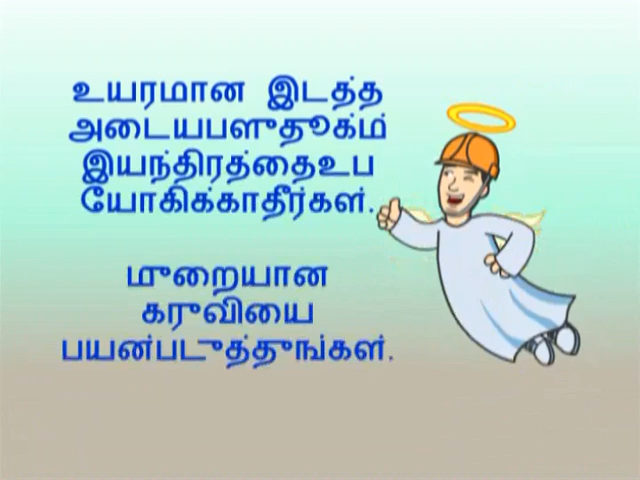 உயரமான இடத்த
அடையபளுதூக்ம்
இயந்திரத்தைஉப
யோகிக்காதீர்கள்.
முறையான
கருவியை
பயன்படுத்துங்கள்.